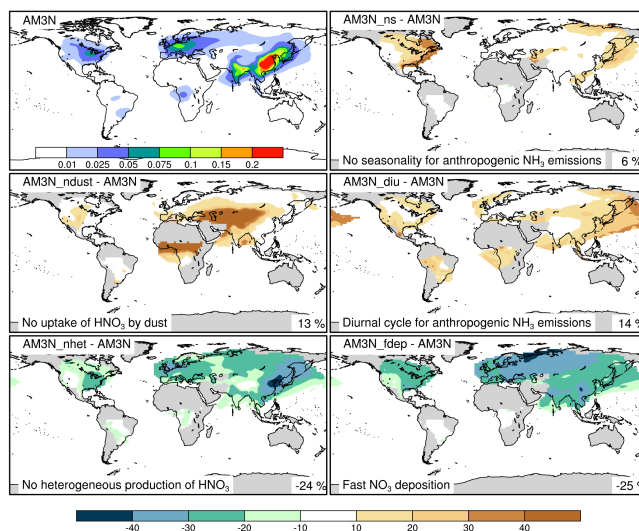 AM3N
0.01 0.025 0.05 0.075 0.1 0.15 0.2
AM3N_ns - AM3N
No seasonality for anthropogenic NH3 emissions 6 %
AM3N_ndust - AM3N
No uptake of HNO3 by dust 13 %
AM3N_diu - AM3N
Diurnal cycle for anthropogenic NH3 emissions 14 %
AM3N_nhet - AM3N
No heterogeneous production of HNO3 -24 %
AM3N_fdep - AM3N
Fast NO3 deposition -25 %
-40 -30 -20 -10 10 20 30 40